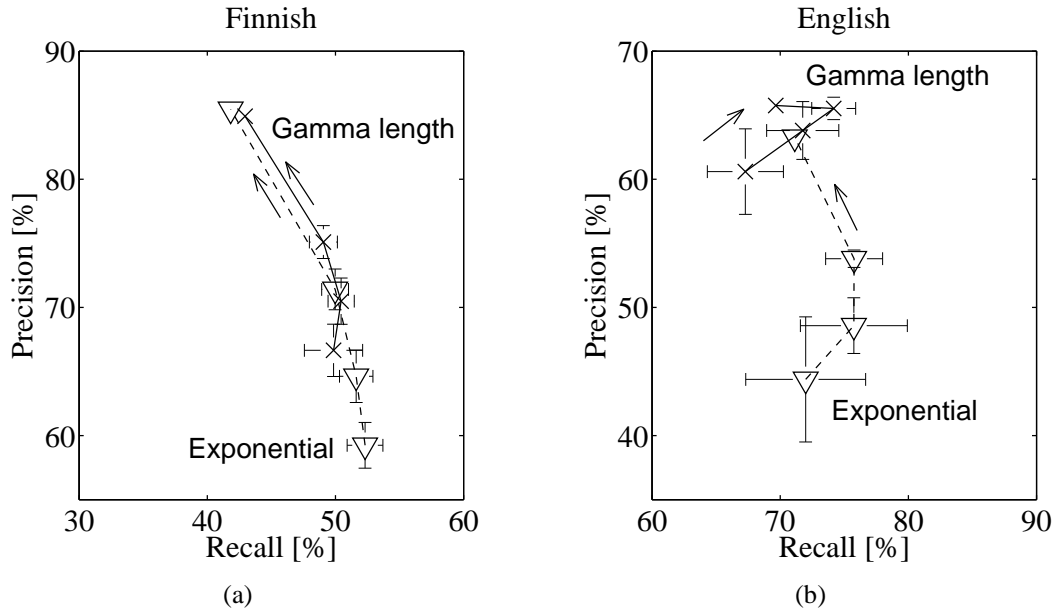 Finnish
90
80
70
60
Precision [%]
Gamma length
Exponential
30 40 50 60
Recall [%]
(a)
English
70
60
50
40
Precision [%]
Gamma length
Exponential
60 70 80 90
Recall [%]
(b)